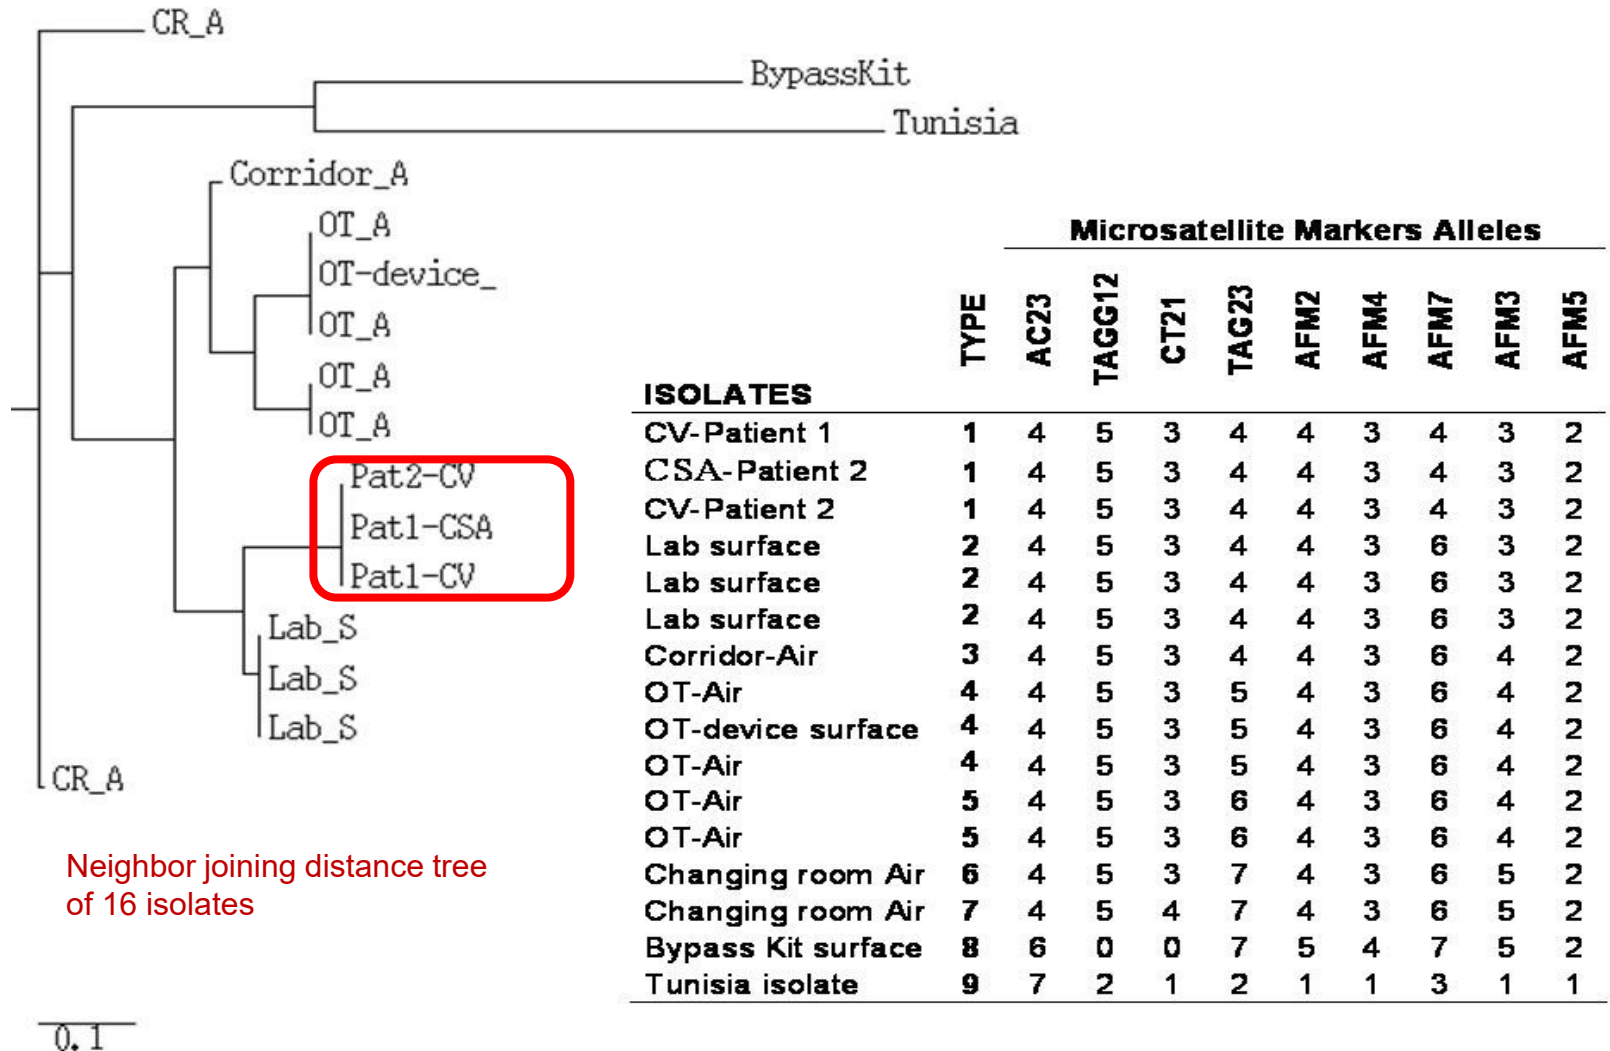 CR_A
BypassKit
Tunisia
Corridor_A
OT_A
OT-device_
OT_A
OT_A
OT_A
Pat2-CV
Pat1-CSA
Pat1-CV
Lab_S
Lab_S
Lab_S
CR_A
Neighbor joining distance tree
of 16 isolates
0.1
Microsatellite Markers Alleles
ISOLATES TYPE AC23 TAGG12 CT21 TAG23 AFM2 AFM4 AFM7 AFM3 AFM5
CV-Patient 1 1 4 5 3 4 4 3 4 3 2
CSA-Patient 2 1 4 5 3 4 4 3 4 3 2
CV-Patient 2 1 4 5 3 4 4 3 4 3 2
Lab surface 2 4 5 3 4 4 3 6 3 2
Lab surface 2 4 5 3 4 4 3 6 3 2
Lab surface 2 4 5 3 4 4 3 6 3 2
Corridor-Air 3 4 5 3 4 4 3 6 4 2
OT-Air 4 4 5 3 5 4 3 6 4 2
OT-device surface 4 4 5 3 5 4 3 6 4 2
OT-Air 4 4 5 3 5 4 3 6 4 2
OT-Air 5 4 5 3 6 4 3 6 4 2
OT-Air 5 4 5 3 6 4 3 6 4 2
Changing room Air 6 4 5 3 7 4 3 6 5 2
Changing room Air 7 4 5 4 7 4 3 6 5 2
Bypass Kit surface 8 6 0 0 7 5 4 7 5 2
Tunisia isolate 9 7 2 1 2 1 1 3 1 1